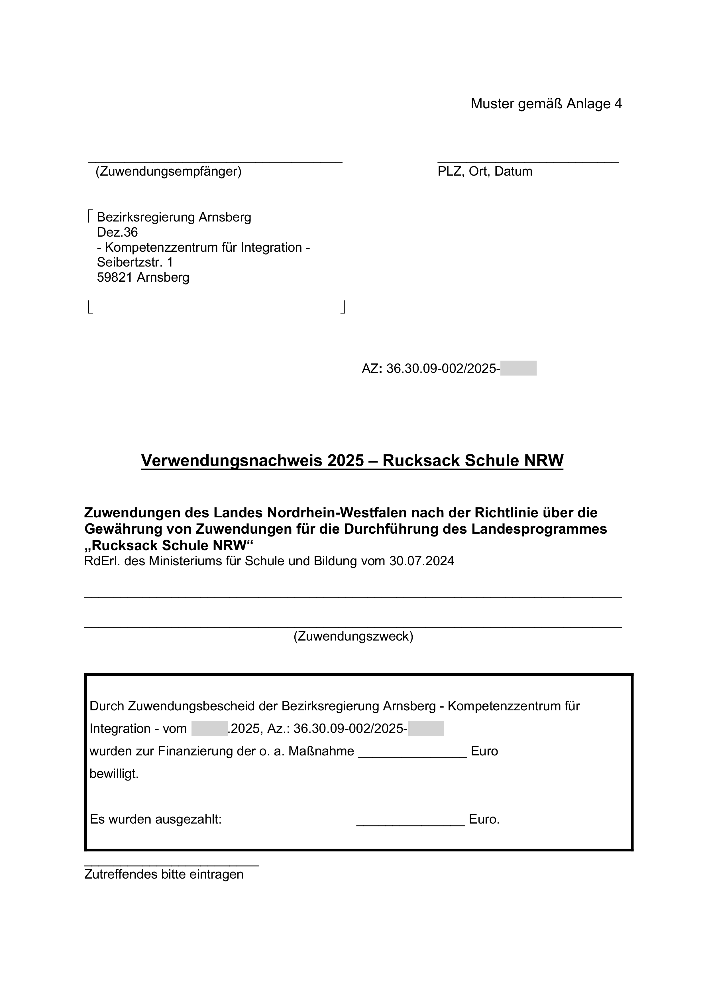 Muster gemäß Anlage 4
(Zuwendungsempfänger) PLZ, Ort, Datum
Bezirksregierung Arnsberg
Dez.36
- Kompetenzzentrum für Integration -
Seibertzstr. 1
59821 Arnsberg
AZ: 36.30.09-002/2025-
Verwendungsnachweis 2025 – Rucksack Schule NRW
Zuwendungen des Landes Nordrhein-Westfalen nach der Richtlinie über die
Gewährung von Zuwendungen für die Durchführung des Landesprogrammes
„Rucksack Schule NRW“
RdErl. des Ministeriums für Schule und Bildung vom 30.07.2024
(Zuwendungszweck)
Durch Zuwendungsbescheid der Bezirksregierung Arnsberg - Kompetenzzentrum für
Integration - vom .2025, Az.: 36.30.09-002/2025-
wurden zur Finanzierung der o. a. Maßnahme _______________ Euro
bewilligt.
Es wurden ausgezahlt: _______________ Euro.
Zutreffendes bitte eintragen